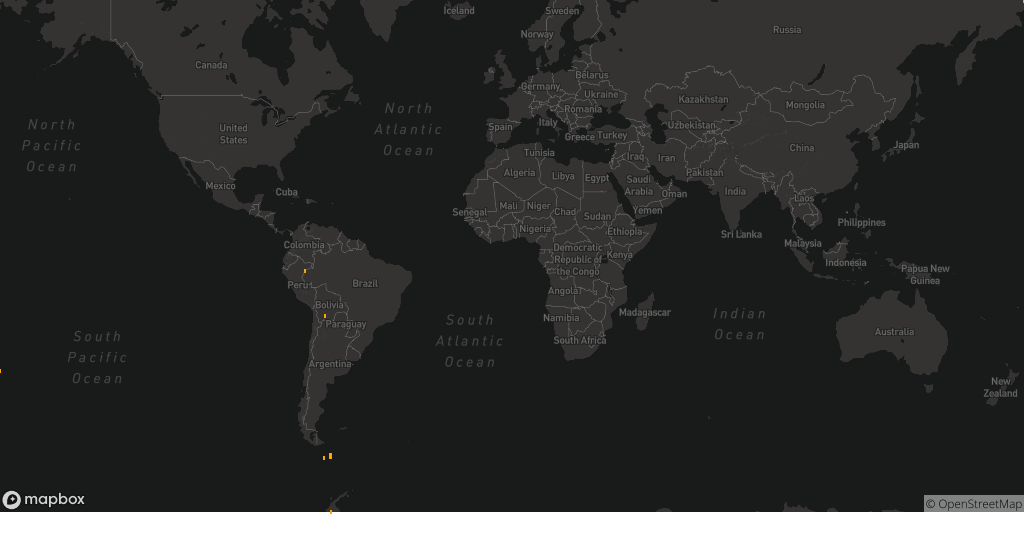 Iceland
Sweden
Norway
Russia
Canada
Belarus
Germany
Ukraine
Kazakhstan
Mongolia
North
Atlantic
Ocean
Romania
Italy
Spain
Greece
Turkey
Uzbekistan
North
Pacific
Ocean
United
States
China
Japan
Tunisia
Iraq
Iran
Algeria
Libya
Egypt
Pakistan
Mexico
Cuba
Saudi
Arabia
Oman
India
Laos
Senegal
Mali
Niger
Chad
Sudan
Yemen
Philippines
Nigeria
Ethiopia
Sri Lanka
Colombia
Democratic
Republic of
the Congo
Kenya
Malaysia
Indonesia
Papua New
Guinea
Peru
Brazil
Angola
Bolivia
Paraguay
Namibia
Madagascar
South
Atlantic
Ocean
Indian
Ocean
South Africa
Australia
South
Pacific
Ocean
Argentina
New
Zealand
mapbox
© OpenStreetMap